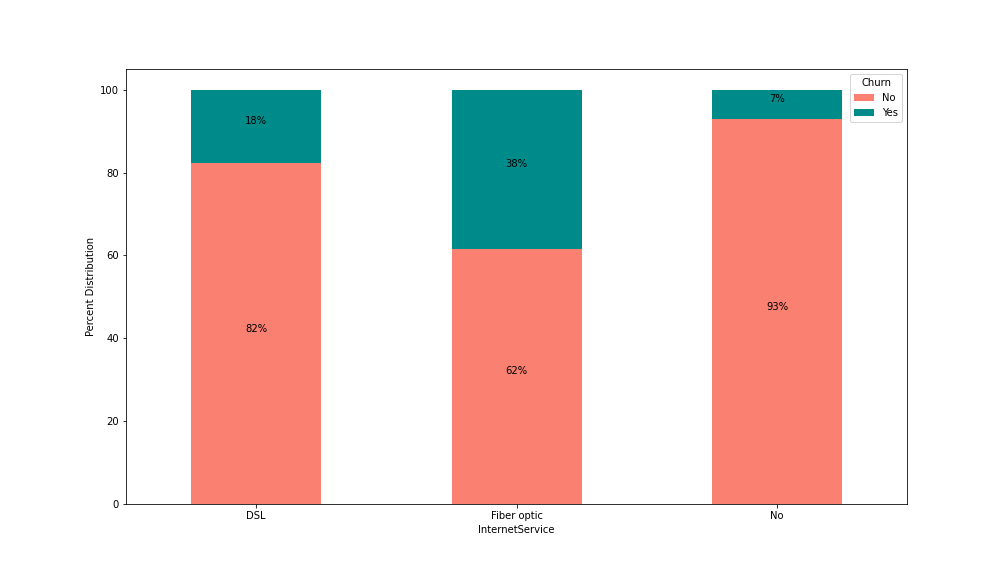 Churn
No
Yes
100
80
60
40
20
0
Percent Distribution
18%
38%
7%
82%
62%
93%
DSL
Fiber optic
No
InternetService